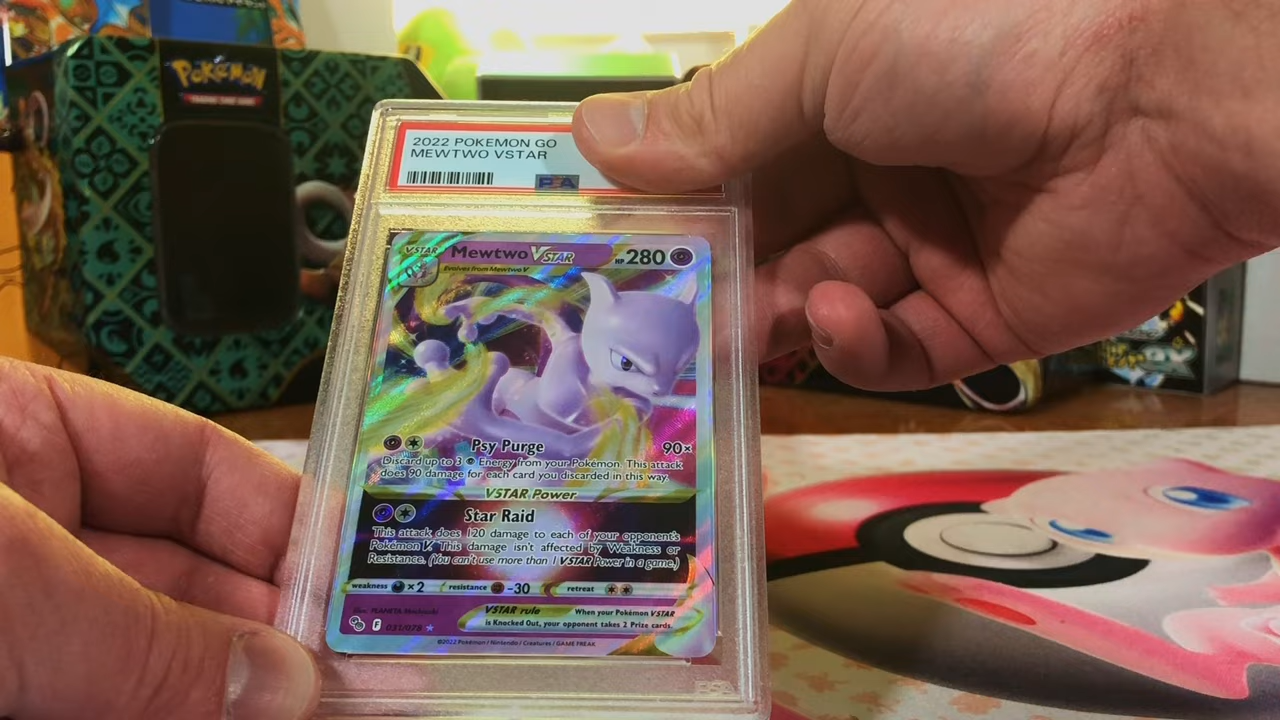 Pokémon
TRADING CARD GAME
2022 POKEMON GO
MEWTWO VSTAR
PSA
VSTAR Mewtwo VSTAR HP 280
Evolves from Mewtwo V
Psy Purge 90×
Discard up to 3 Energy from your Pokémon. This attack
does 90 damage for each card you discarded in this way.
VSTAR Power
Star Raid
This attack does 120 damage to each of your opponent's
Pokémon V. This damage isn't affected by Weakness or
Resistance. (You can't use more than 1 VSTAR Power in a game.)
weakness ×2 resistance -30 retreat
Illus. PLANETA Mochizuki
VSTAR rule When your Pokémon VSTAR
is Knocked Out, your opponent takes 2 Prize cards.
F 031/078
©2022 Pokémon / Nintendo / Creatures / GAME FREAK